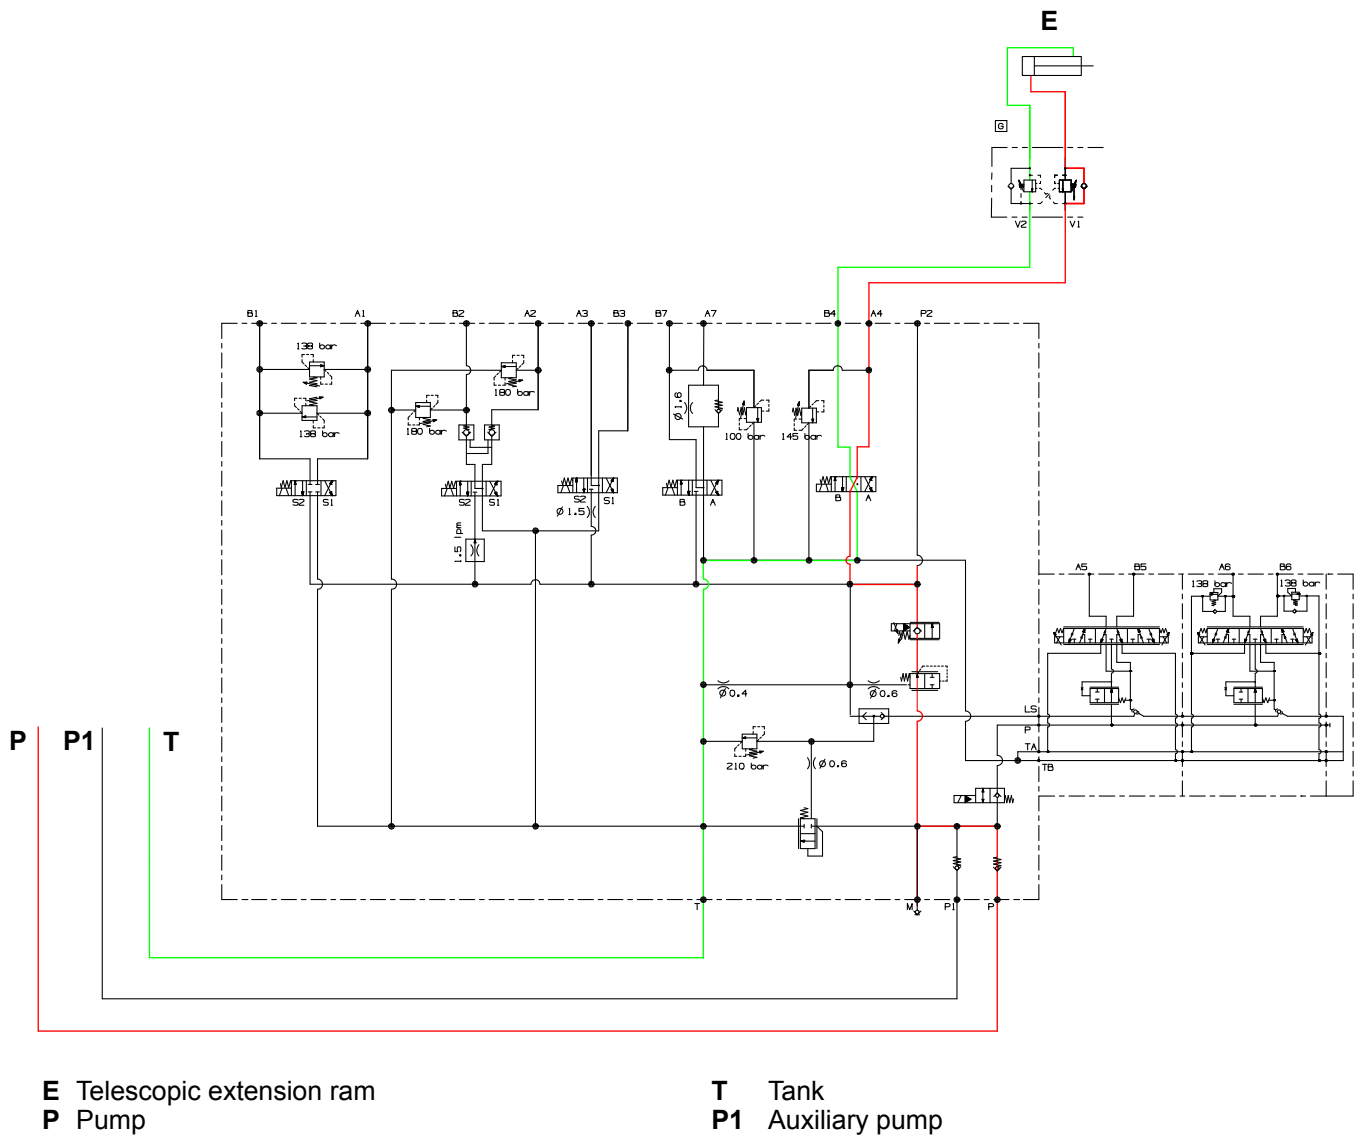 E
G
V2 V1
B1 A1 B2 A2 A3 B3 B7 A7 B4 A4 P2
138 bar
180 bar
Ø 1.6
180 bar
138 bar
100 bar
145 bar
S2 S1
S2 S1
S2 S1
B A
B A
Ø 1.5
1.5 lpm
A5 B5 A6 B6
138 bar
138 bar
Ø 0.4
Ø 0.6
LS
P
P P1 T
TA
210 bar
Ø 0.6
TB
T M P1 P
E Telescopic extension ram
T Tank
P Pump
P1 Auxiliary pump